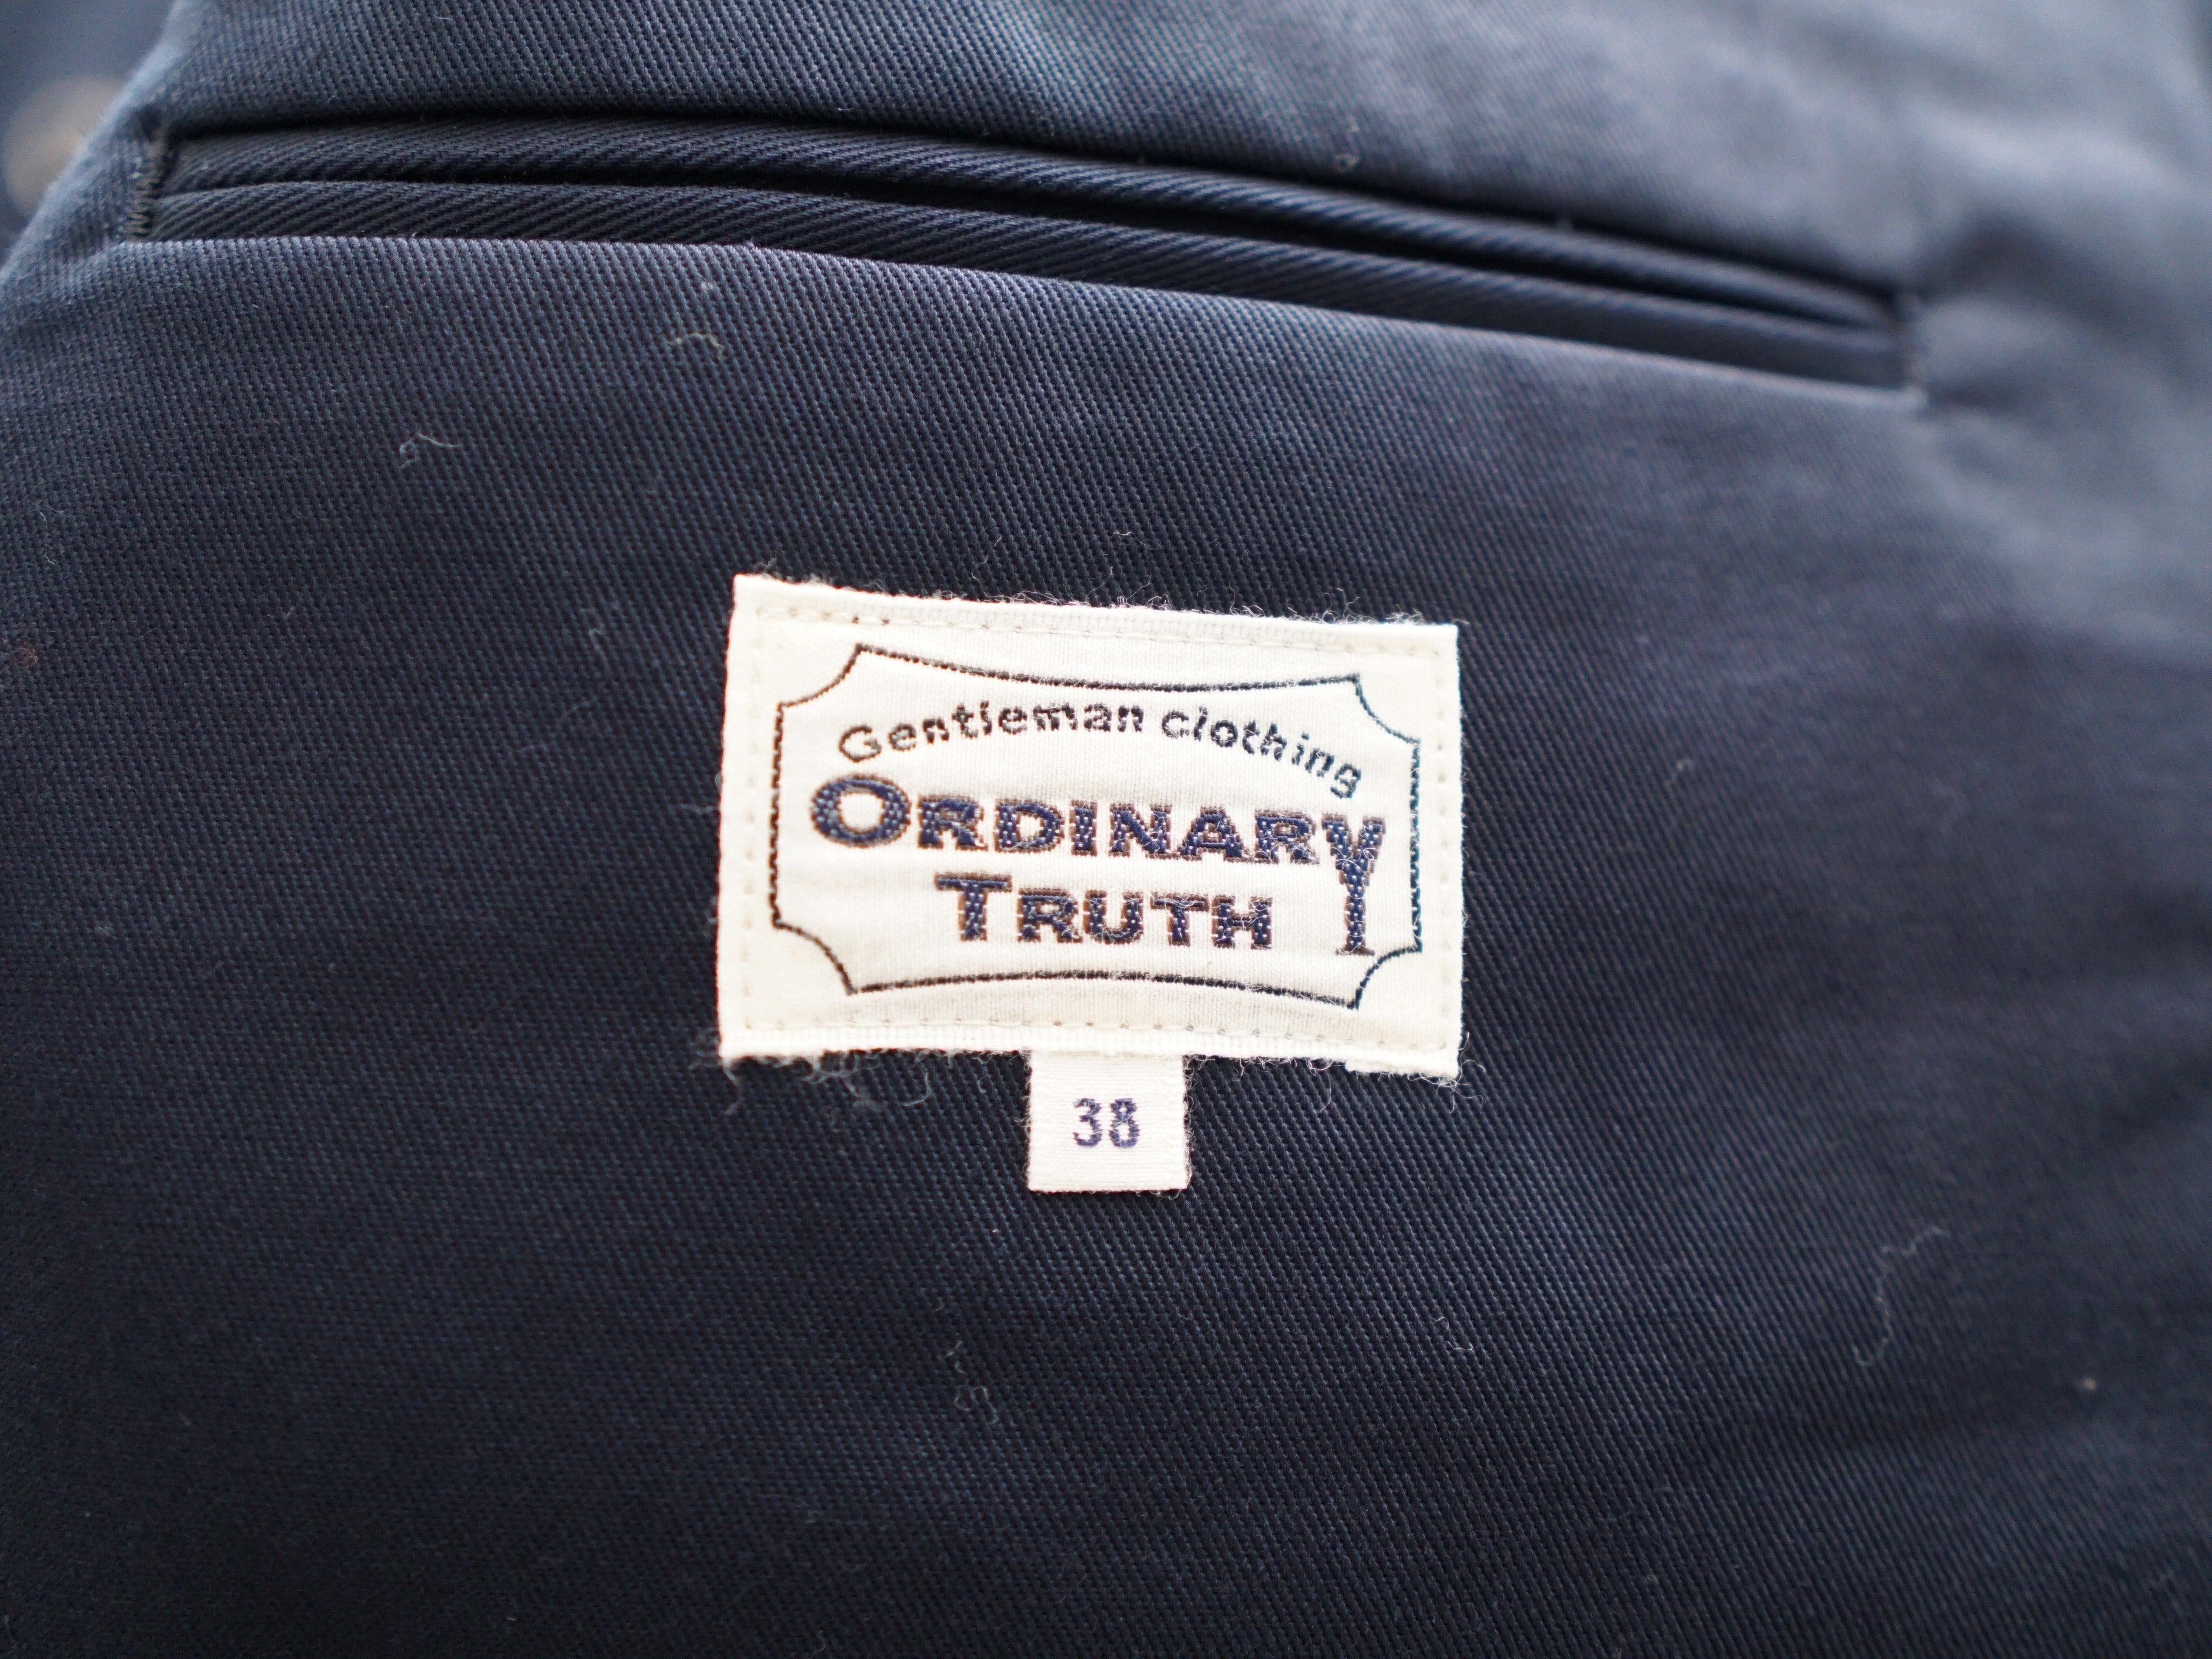 Gentleman clothing
ORDINARY
TRUTH
38